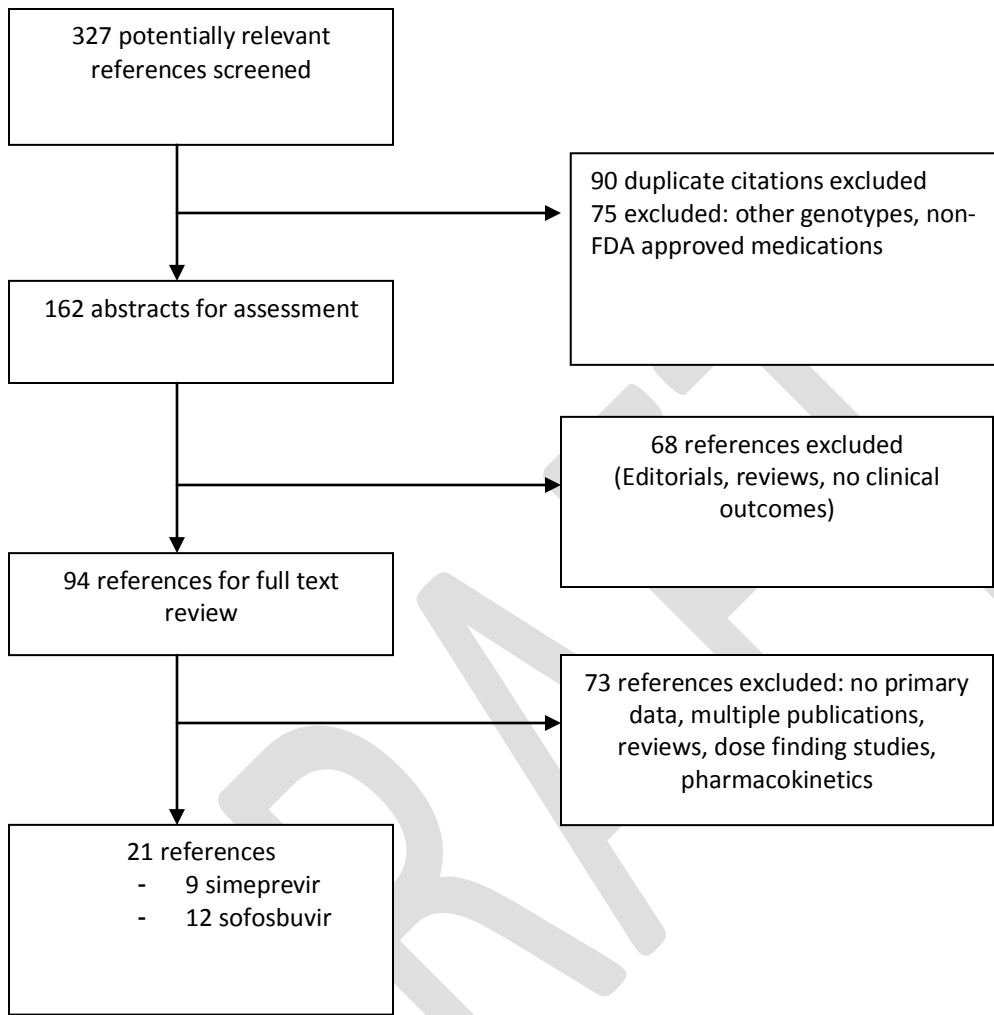 327 potentially relevant
references screened
90 duplicate citations excluded
75 excluded: other genotypes, non-
FDA approved medications
162 abstracts for assessment
68 references excluded
(Editorials, reviews, no clinical
outcomes)
94 references for full text
review
73 references excluded: no primary
data, multiple publications,
reviews, dose finding studies,
pharmacokinetics
21 references
- 9 simeprevir
- 12 sofosbuvir
DRAFT